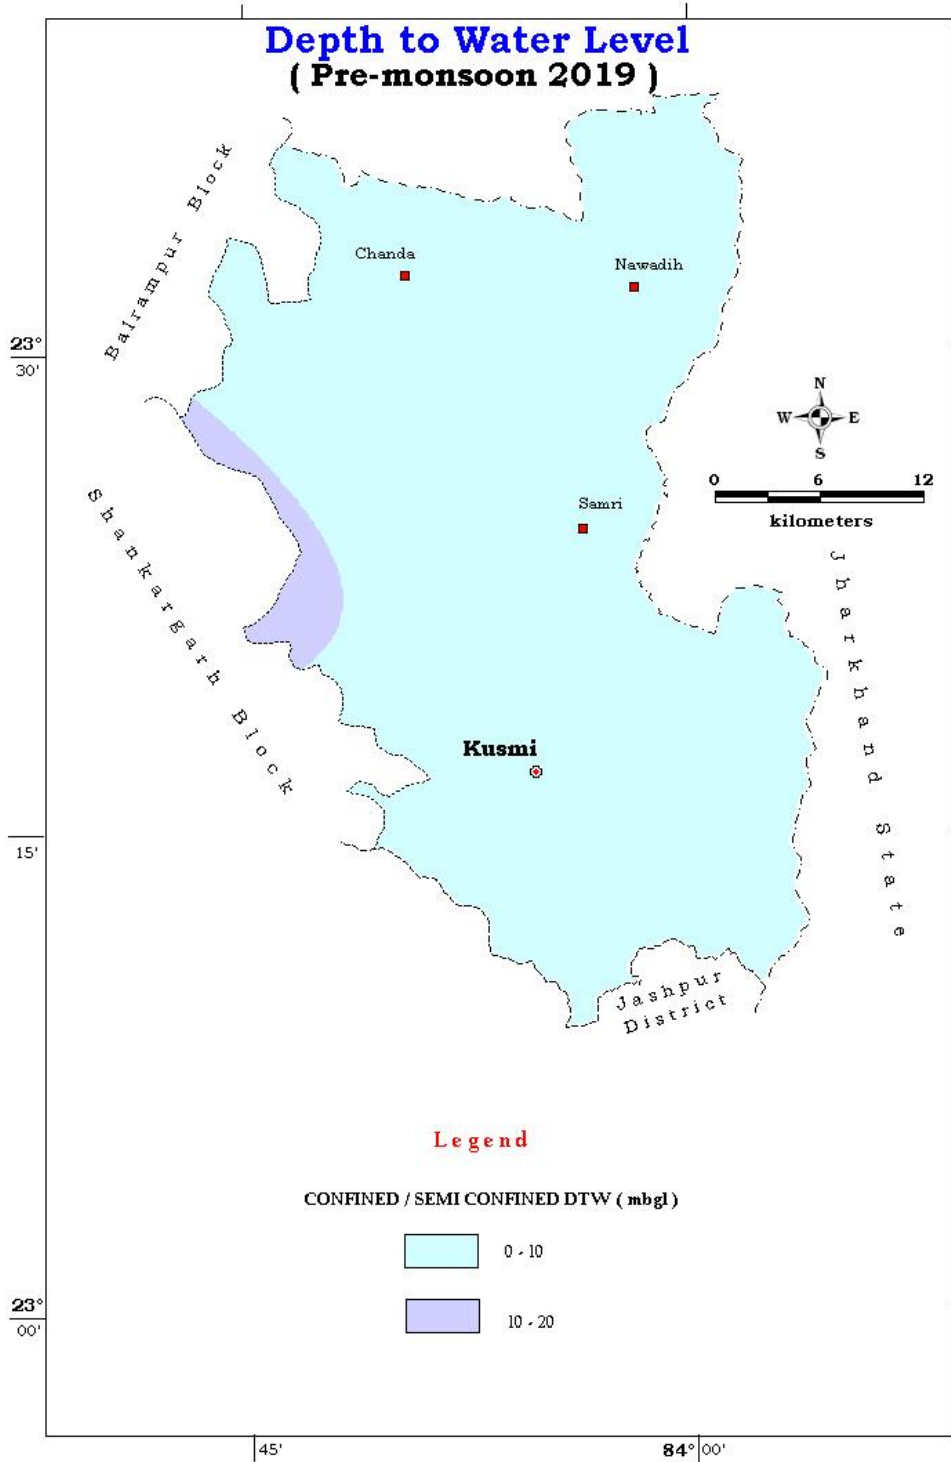 Depth to Water Level
( Pre-monsoon 2019 )
Balrampur Block
Chanda
Nawadih
23°
30'
N
W E
S
0 6 12
kilometers
Shankargarh Block
Samri
Jharkhand State
Kusmi
15'
Jashpur
District
Legend
CONFINED / SEMI CONFINED DTW ( mbgl )
0 - 10
10 - 20
23°
00'
45'
84° 00'